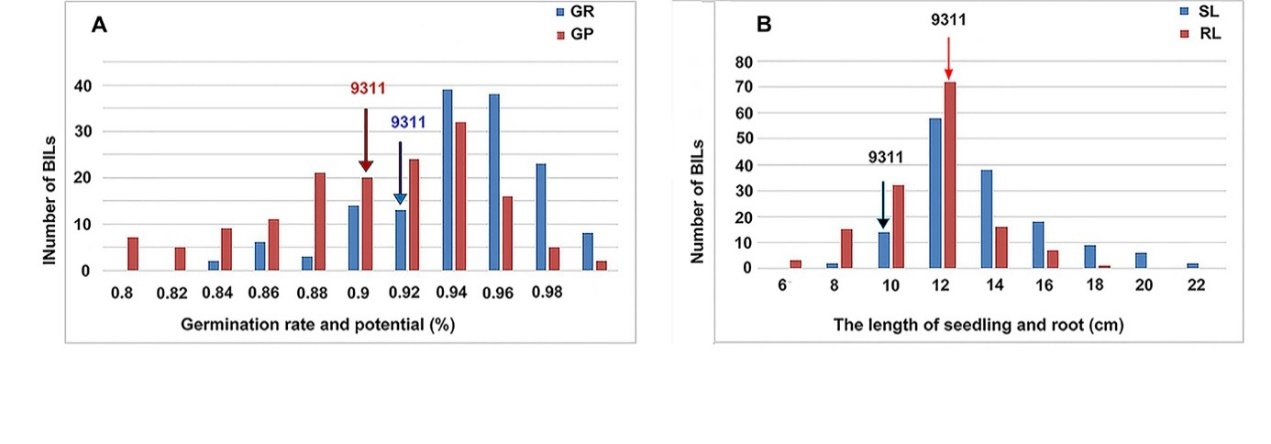 A
GR
GP
9311
9311
40
30
20
10
0
0.8 0.82 0.84 0.86 0.88 0.9 0.92 0.94 0.96 0.98
INumber of BILs
Germination rate and potential (%)
B
9311
SL
RL
9311
80
70
60
50
40
30
20
10
0
6 8 10 12 14 16 18 20 22
Number of BILs
The length of seedling and root (cm)